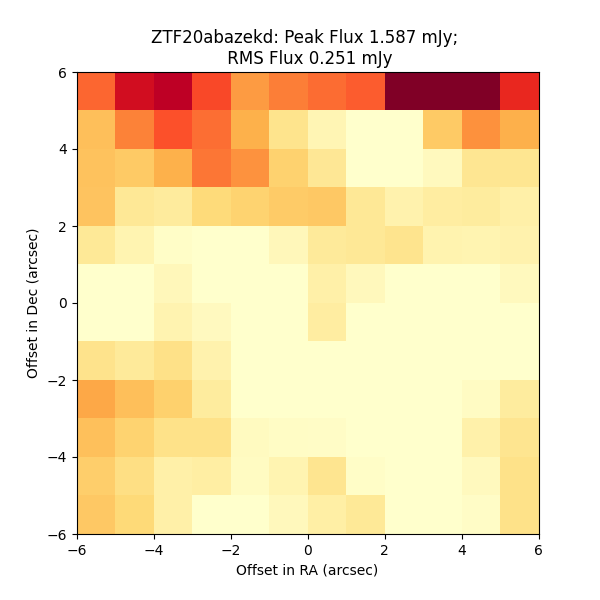 ZTF20abazekd: Peak Flux 1.587 mJy;
RMS Flux 0.251 mJy
6
4
2
0
−2
−4
−6
Offset in Dec (arcsec)
−6 −4 −2 0 2 4 6
Offset in RA (arcsec)